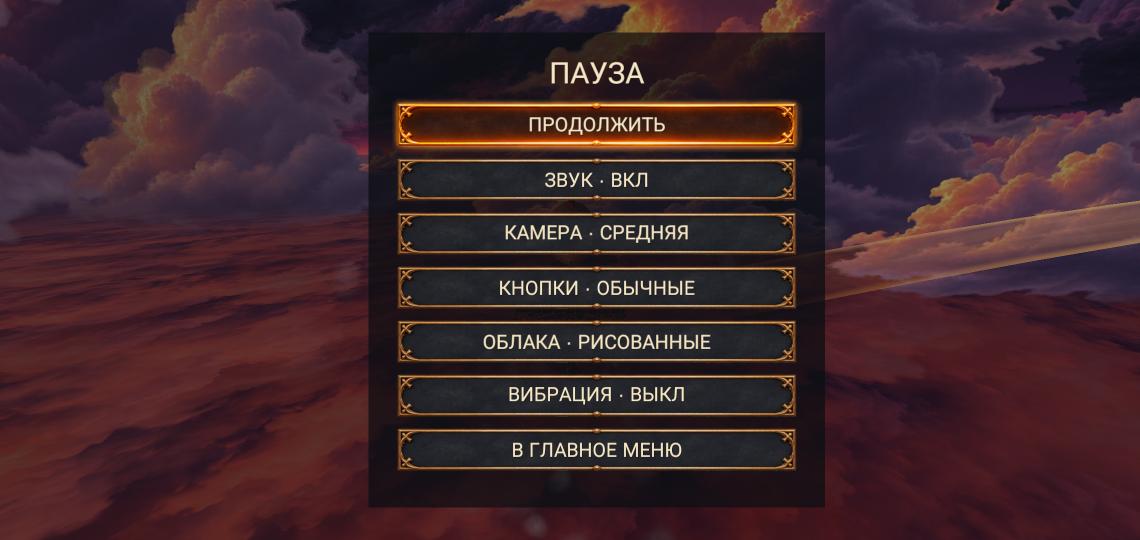 ПАУЗА
ПРОДОЛЖИТЬ
ЗВУК · ВКЛ
КАМЕРА · СРЕДНЯЯ
КНОПКИ · ОБЫЧНЫЕ
ОБЛАКА · РИСОВАННЫЕ
ВИБРАЦИЯ · ВЫКЛ
В ГЛАВНОЕ МЕНЮ